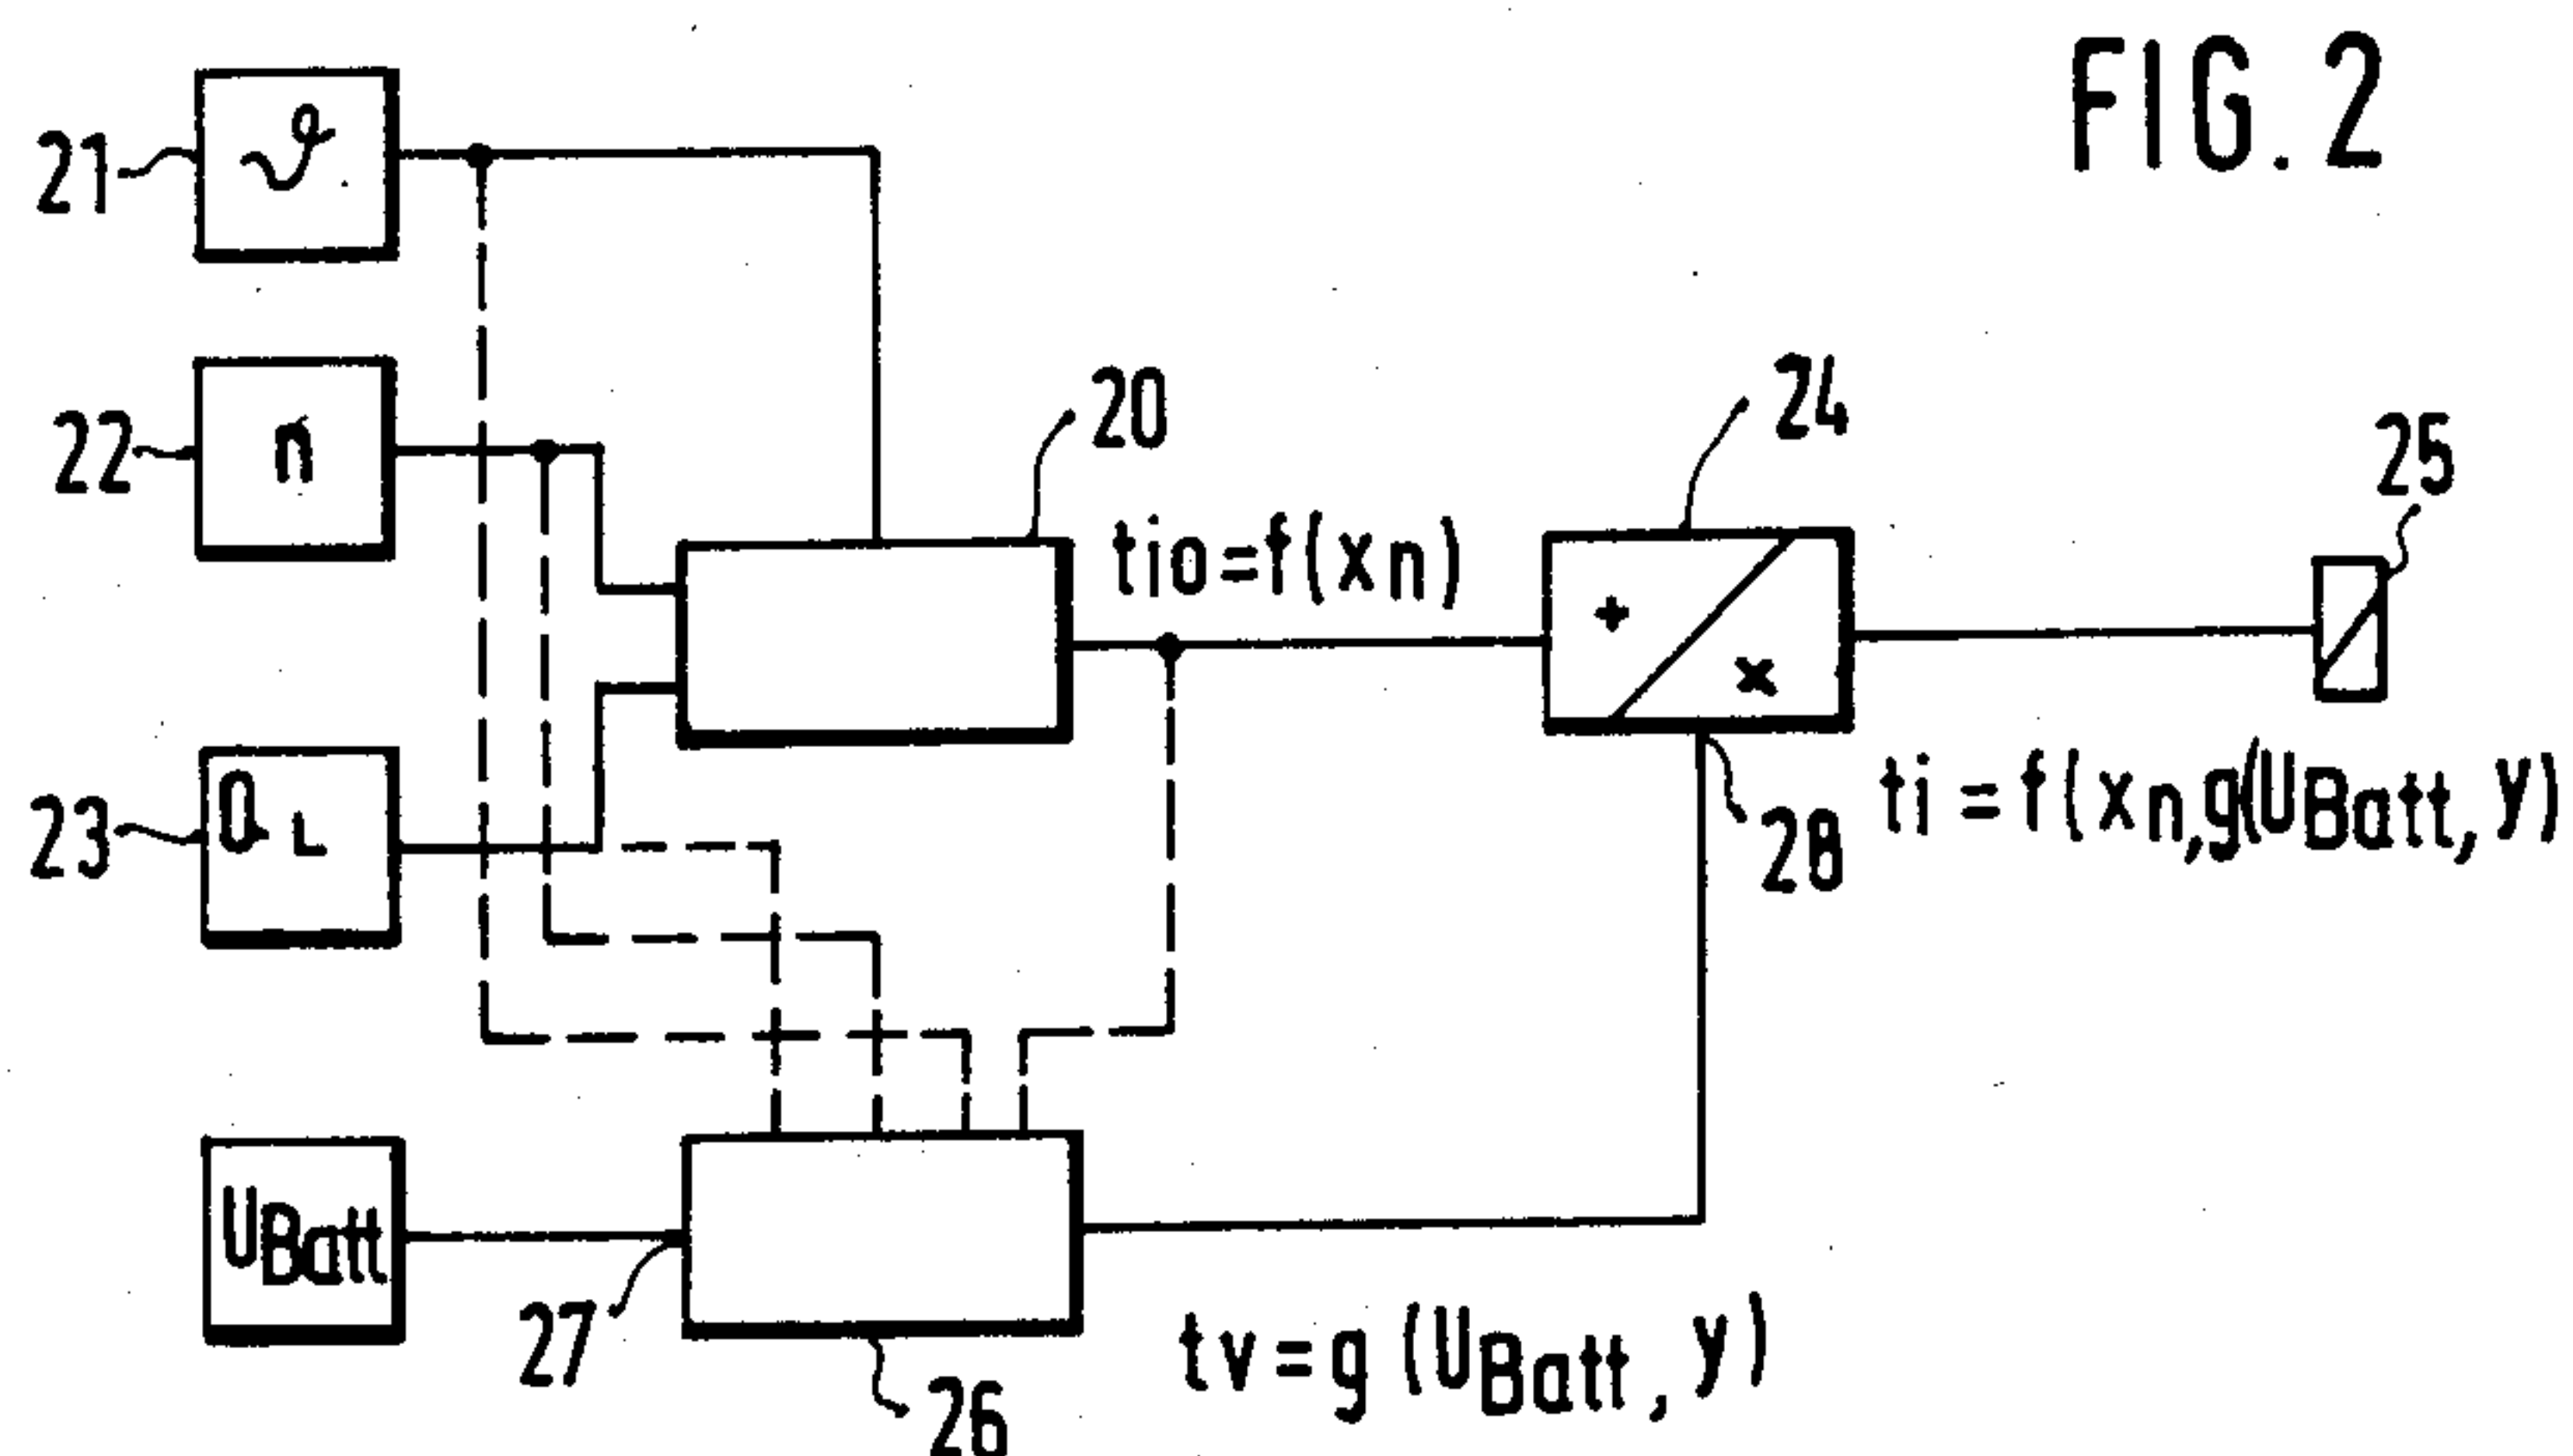 FIG. 2
21
ϑ
22
n
20
24
25
tio=f(xn)
+
x
23
QL
28
ti = f(xn,g(UBatt, y)
UBatt
27
26
tv=g (UBatt, y)